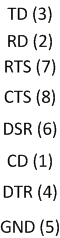 TD (3)
RD (2)
RTS (7)
CTS (8)
DSR (6)
CD (1)
DTR (4)
GND (5)